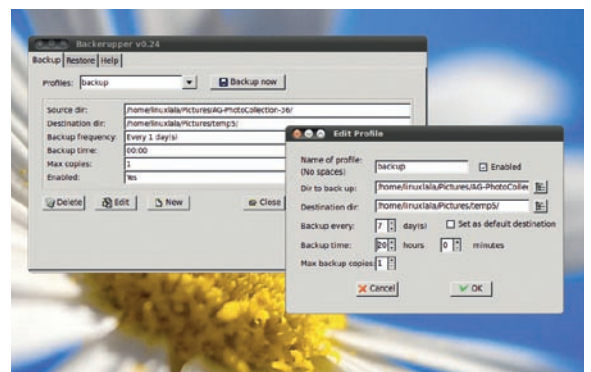 Backerupper v0.24
Backup Restore Help
Profiles: backup Backup now
Source dir: /home/linuxlala/Pictures/AG-PhotoCollection-36/
Destination dir: /home/linuxlala/Pictures/temp5/
Backup frequency: Every 1 day(s)
Backup time: 00:00
Max copies: 1
Enabled: Yes
Delete Edit New Close
Edit Profile
Name of profile:
(No spaces) backup Enabled
Dir to back up: /home/linuxlala/Pictures/AG-PhotoCollec
Destination dir: /home/linuxlala/Pictures/temp5/
Backup every: 7 day(s) Set as default destination
Backup time: 20 hours 0 minutes
Max backup copies 1
Cancel OK